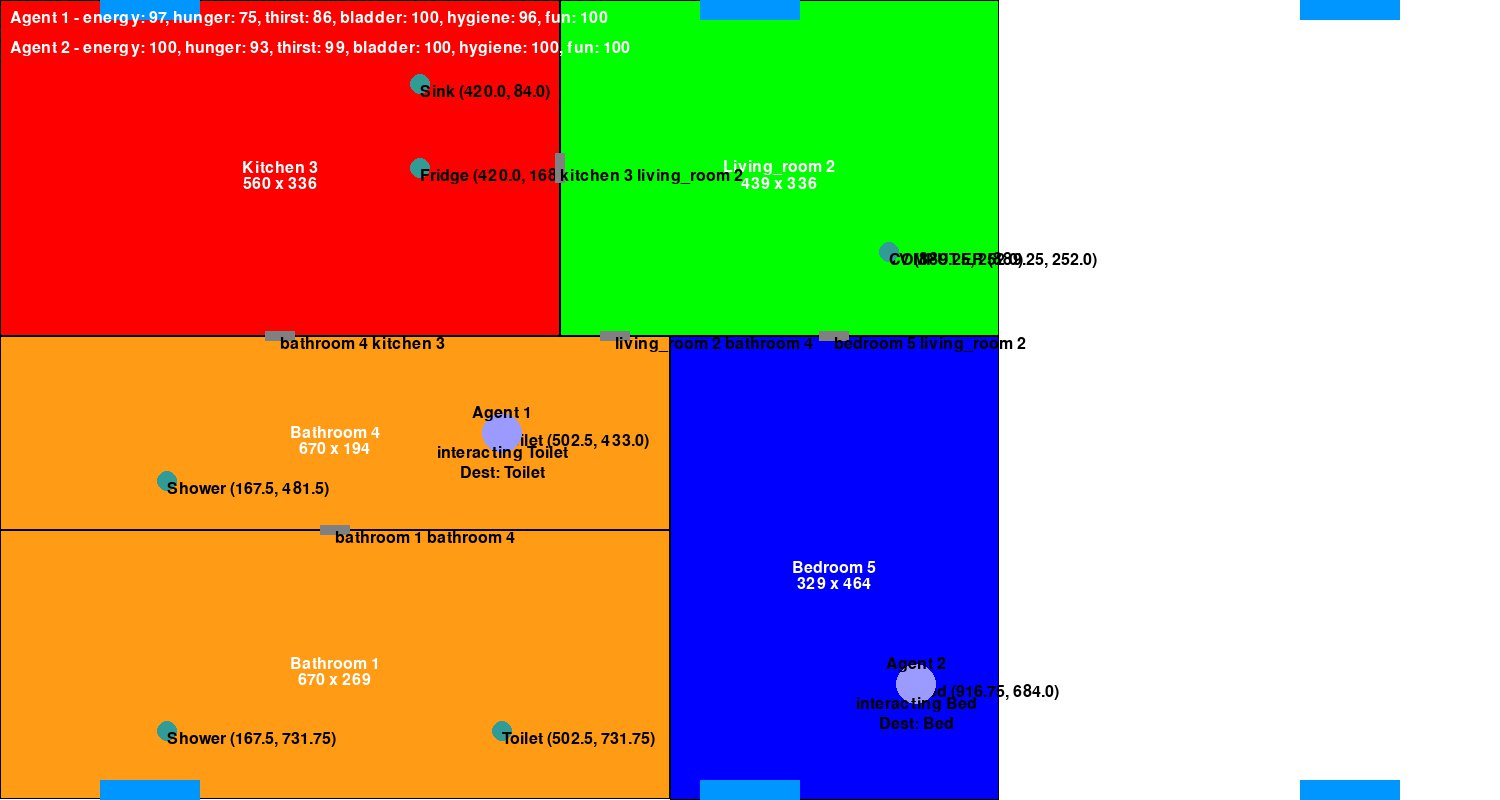 Agent 1 - energy: 97, hunger: 75, thirst: 86, bladder: 100, hygiene: 96, fun: 100
Agent 2 - energy: 100, hunger: 93, thirst: 99, bladder: 100, hygiene: 100, fun: 100
Sink (420.0, 84.0)
Kitchen 3
560 x 336
Fridge (420.0, 168
kitchen 3 living_room 2
Living_room 2
439 x 336
(889.25, 252.0)
bathroom 4 kitchen 3
living_room 2 bathroom 4
bedroom 5 living_room 2
Agent 1
Bathroom 4
670 x 194
ilet (502.5, 433.0)
interacting Toilet
Dest: Toilet
Shower (167.5, 481.5)
bathroom 1 bathroom 4
Bedroom 5
329 x 464
Bathroom 1
670 x 269
Agent 2
d (916.75, 684.0)
interacting Bed
Dest: Bed
Shower (167.5, 731.75)
Toilet (502.5, 731.75)